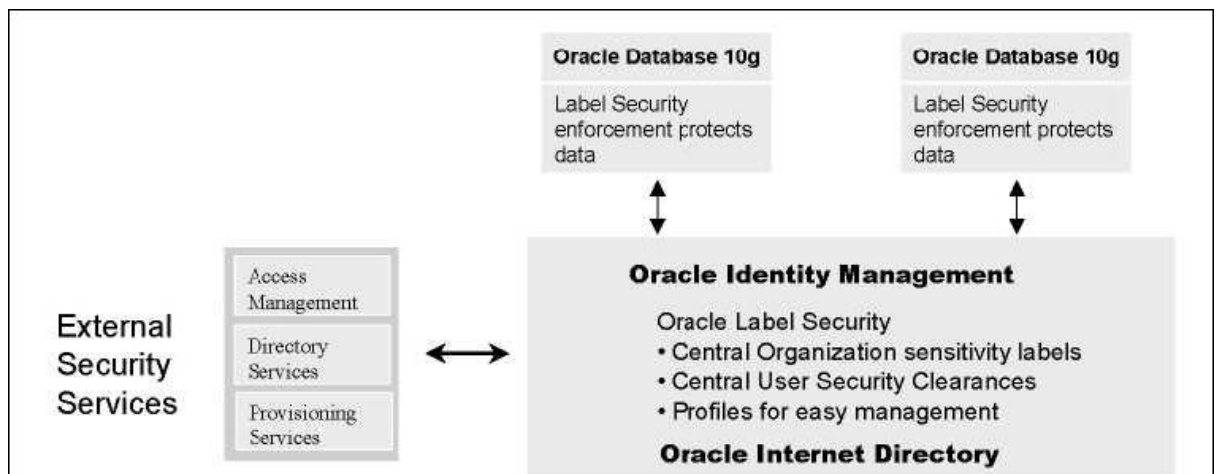 Oracle Database 10g
Label Security
enforcement protects
data
Oracle Database 10g
Label Security
enforcement protects
data
External
Security
Services
Access
Management
Directory
Services
Provisioning
Services
Oracle Identity Management
Oracle Label Security
• Central Organization sensitivity labels
• Central User Security Clearances
• Profiles for easy management
Oracle Internet Directory